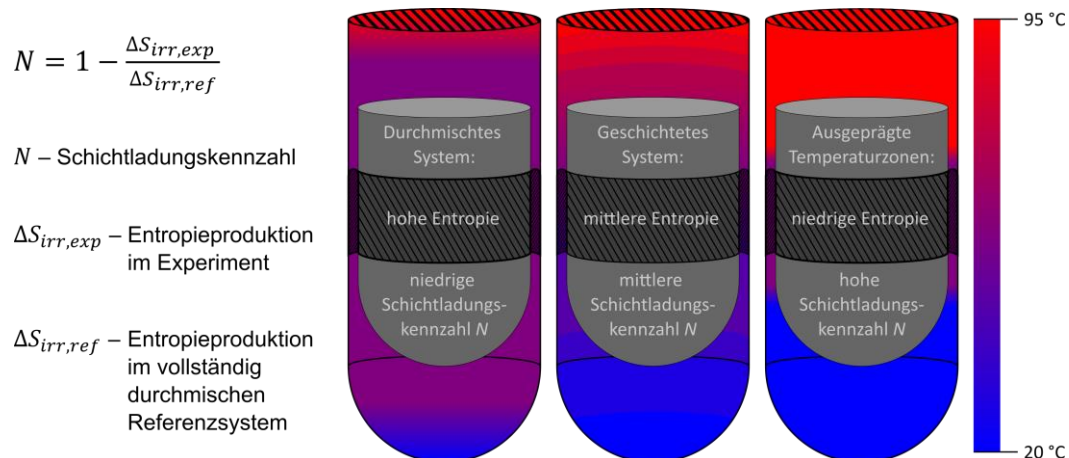 N = 1 − ΔS_irr,exp / ΔS_irr,ref
N – Schichtladungskennzahl
ΔS_irr,exp – Entropieproduktion
im Experiment
ΔS_irr,ref – Entropieproduktion
im vollständig
durchmischen
Referenzsystem
Durchmischtes
System:
hohe Entropie
niedrige
Schichtladungs-
kennzahl N
Geschichtetes
System:
mittlere Entropie
mittlere
Schichtladungs-
kennzahl N
Ausgeprägte
Temperaturzonen:
niedrige Entropie
hohe
Schichtladungs-
kennzahl N
95 °C
20 °C